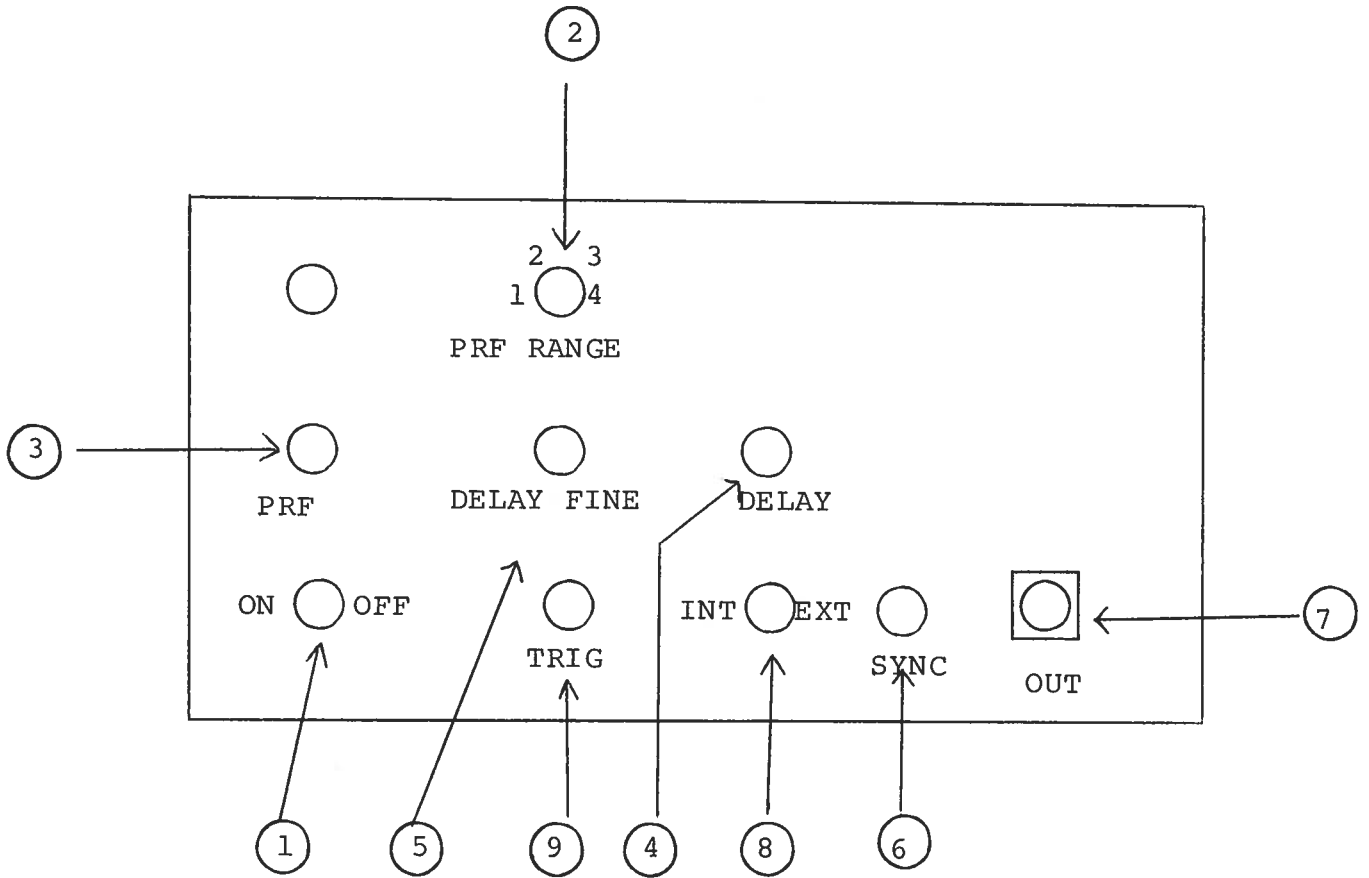 2
2 3
1 4
PRF RANGE
3
PRF
DELAY FINE
DELAY
ON OFF
INT EXT
TRIG
SYNC
OUT
7
1
5
9
4
8
6